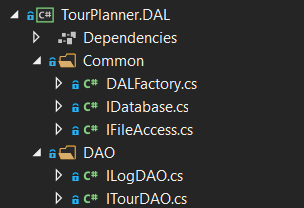 C# TourPlanner.DAL
Dependencies
Common
C# DALFactory.cs
C# IDatabase.cs
C# IFileAccess.cs
DAO
C# ILogDAO.cs
C# ITourDAO.cs